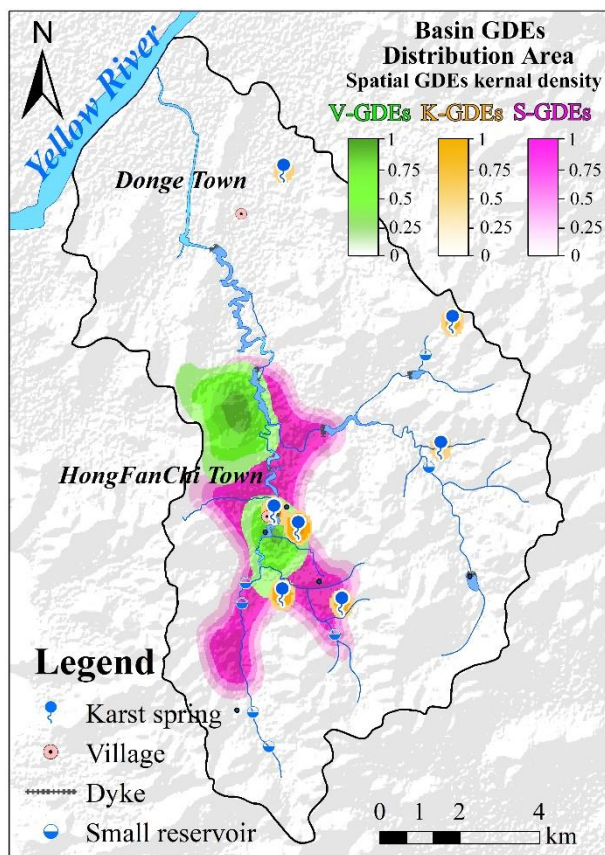 N
Yellow River
Basin GDEs
Distribution Area
Spatial GDEs kernal density
V-GDEs K-GDEs S-GDEs
1 1 1
0.75 0.75 0.75
0.5 0.5 0.5
0.25 0.25 0.25
0 0 0
Donge Town
HongFanChi Town
Legend
Karst spring
Village
Dyke
Small reservoir
0 1 2 4
km